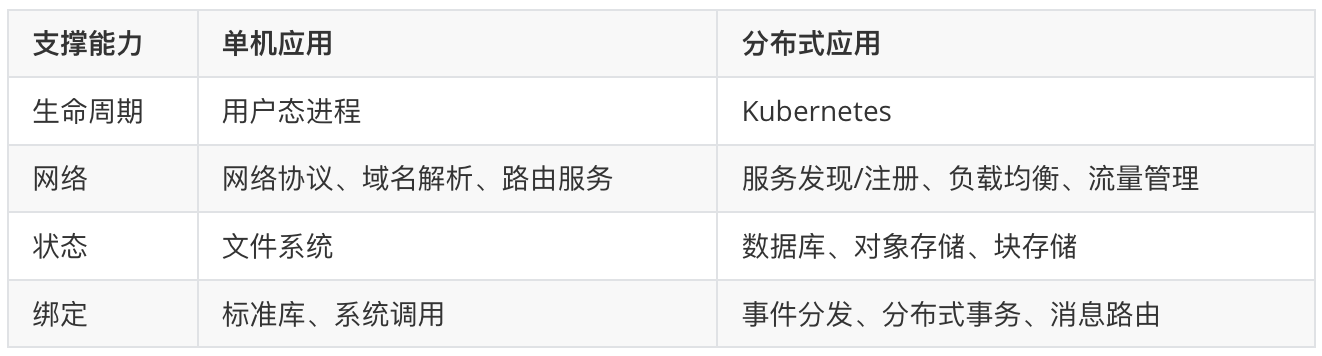 支撑能力 单机应用 分布式应用
生命周期 用户态进程 Kubernetes
网络 网络协议、域名解析、路由服务 服务发现/注册、负载均衡、流量管理
状态 文件系统 数据库、对象存储、块存储
绑定 标准库、系统调用 事件分发、分布式事务、消息路由